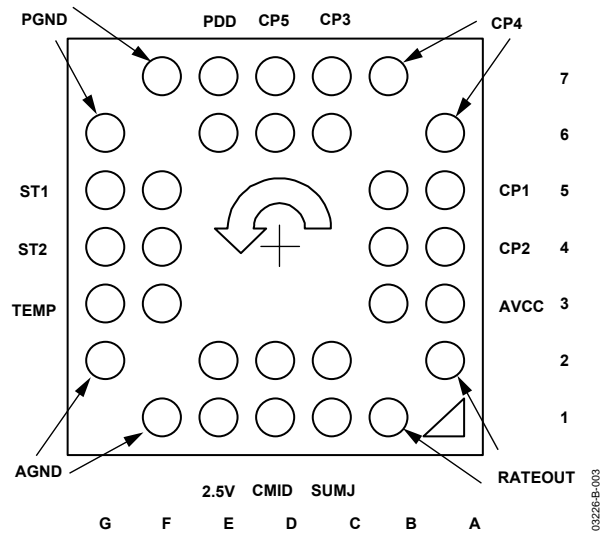 PGND PDD CP5 CP3 CP4
7
6
ST1 CP1 5
ST2 CP2 4
TEMP AVCC 3
2
1
AGND RATEOUT
2.5V CMID SUMJ
G F E D C B A
03226-B-003